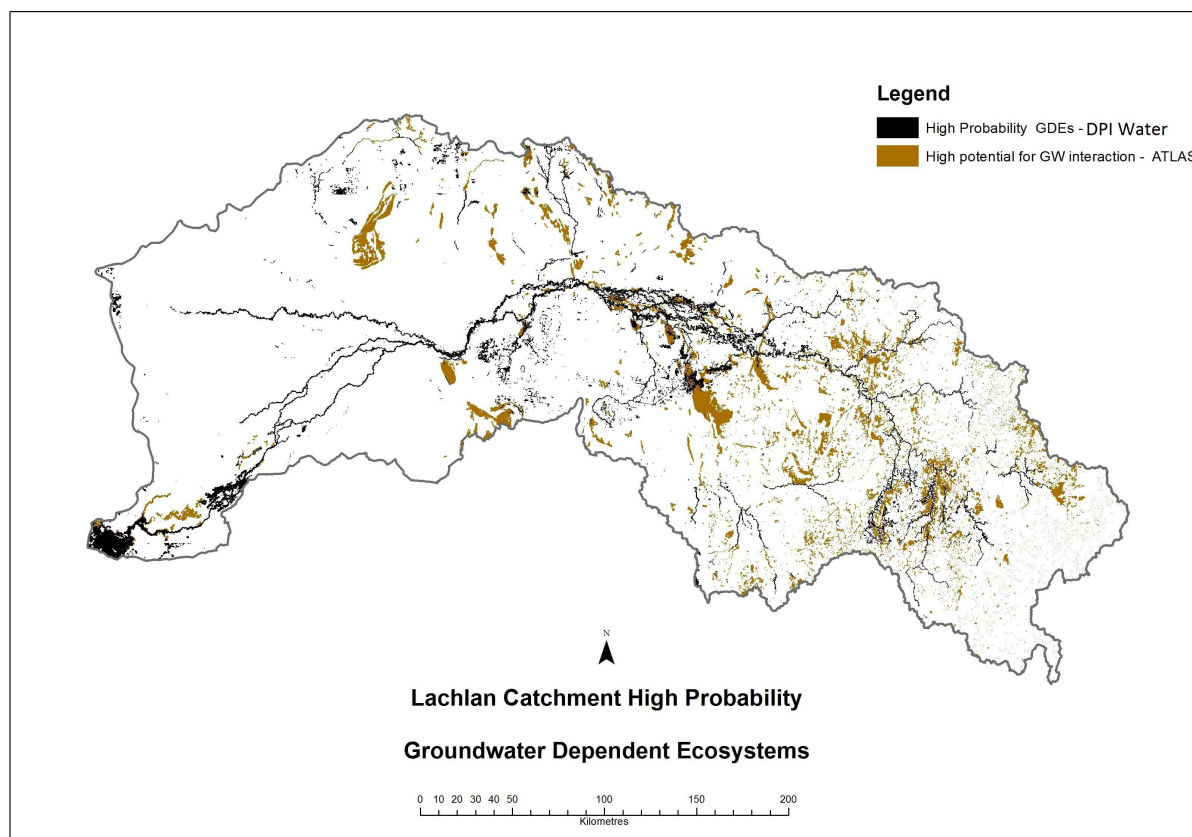 Legend
High Probability GDEs - DPI Water
High potential for GW interaction - ATLAS
N
Lachlan Catchment High Probability
Groundwater Dependent Ecosystems
0 10 20 30 40 50 100 150 200
Kilometres